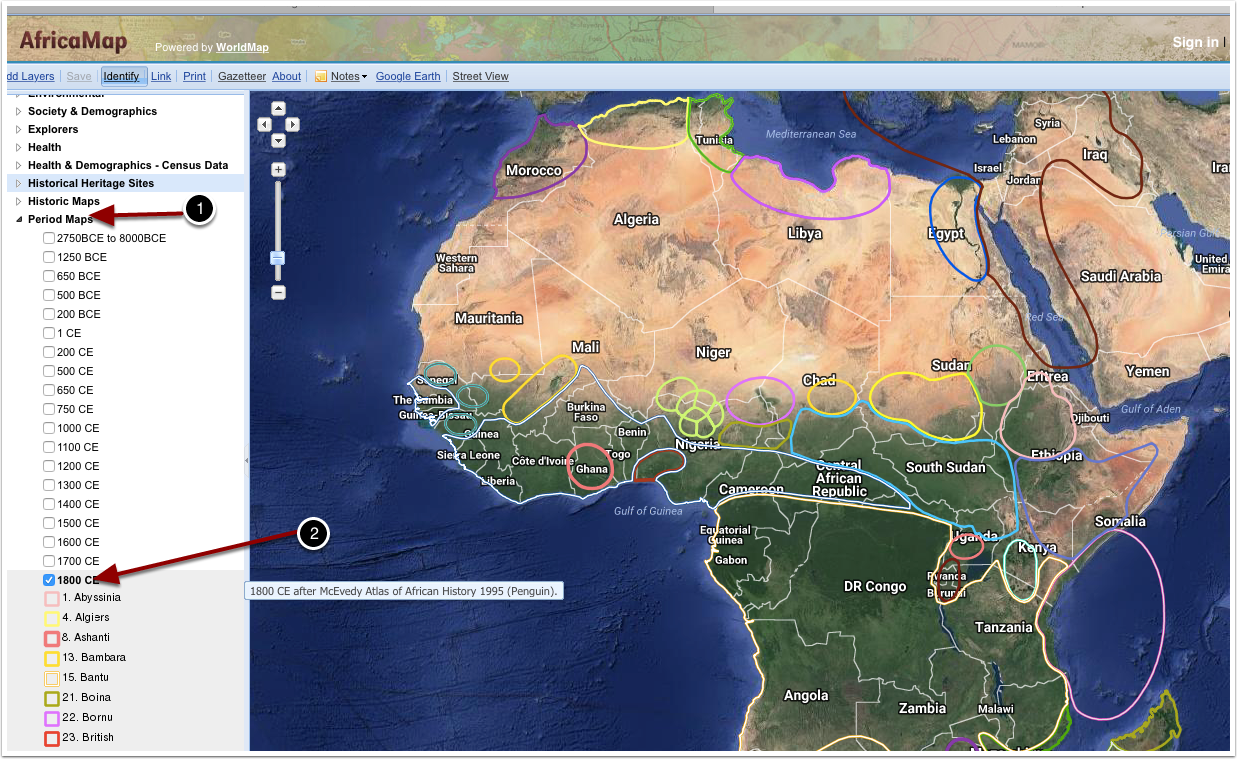 AfricaMap
Powered by WorldMap
Sign in
dd Layers
Save
Identify
Link
Print
Gazetteer
About
Notes
Google Earth
Street View
Environmental
Society & Demographics
Explorers
Health
Health & Demographics - Census Data
Historical Heritage Sites
Historic Maps
Period Maps
1
2750BCE to 8000BCE
1250 BCE
650 BCE
500 BCE
200 BCE
1 CE
200 CE
500 CE
650 CE
750 CE
1000 CE
1100 CE
1200 CE
1300 CE
1400 CE
1500 CE
1600 CE
1700 CE
1800 CE
2
1800 CE after McEvedy Atlas of African History 1995 (Penguin).
1. Abyssinia
4. Algiers
8. Ashanti
13. Bambara
15. Bantu
21. Boina
22. Bornu
23. British
Mediterranean Sea
Syria
Lebanon
Iraq
Israel
Jordan
Iran
Tunisia
Morocco
Algeria
Libya
Egypt
Persian Gulf
Western
Sahara
United
Emira
Saudi Arabia
Mauritania
Mali
Niger
Red Sea
Chad
Sudan
Eritrea
Yemen
Senegal
The Gambia
Guinea-Bissau
Burkina
Faso
Gulf of Aden
Djibouti
Guinea
Benin
Nigeria
Sierra Leone
Côte d'Ivoire
Togo
Ghana
Liberia
Central
African
Republic
South Sudan
Ethiopia
Cameroon
Gulf of Guinea
Somalia
Equatorial
Guinea
Gabon
Uganda
Kenya
DR Congo
Rwanda
Burundi
Tanzania
Angola
Zambia
Malawi